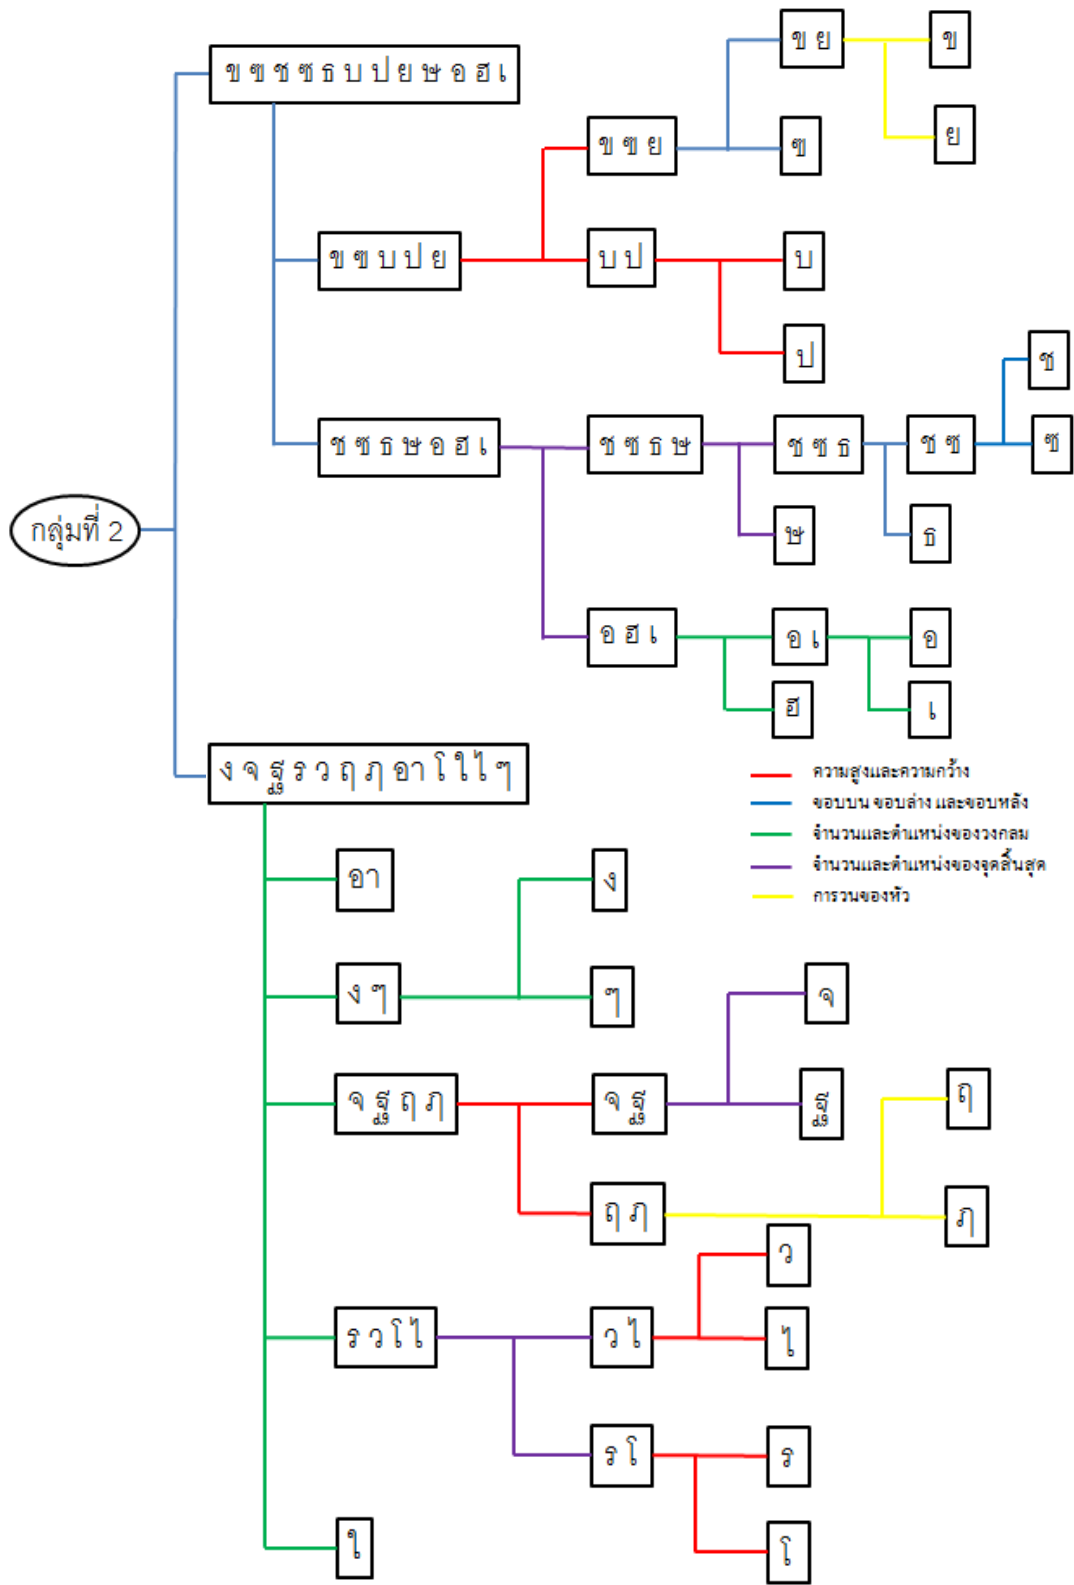 ข ย
ข
ข ฃ ช ซ ธ บ ป ย ษ อ ฮ เ
ข ฃ ย
ฃ
ย
ข ฃ บ ป ย
บ ป
บ
ป
ช
ช ซ ธ ษ อ ฮ เ
ช ซ ธ ษ
ช ซ ธ
ช ซ
ซ
กลุ่มที่ 2
ษ
ธ
อ ฮ เ
อ เ
อ
ฮ
เ
ง จ ฐ ร ว ฤ ฦ อา โ ใ ไ ๆ
ความสูงและความกว้าง
ขอบบน ขอบล่าง และขอบหลัง
จำนวนและตำแหน่งของวงกลม
จำนวนและตำแหน่งของจุดสิ้นสุด
การวนของหัว
อา
ง
ง ๆ
ๆ
จ
จ ฐ ฤ ฦ
จ ฐ
ฐ
ฤ
ฤ ฦ
ฦ
ว
ร ว โ ไ
ว ไ
ไ
ร โ
ร
ใ
โ